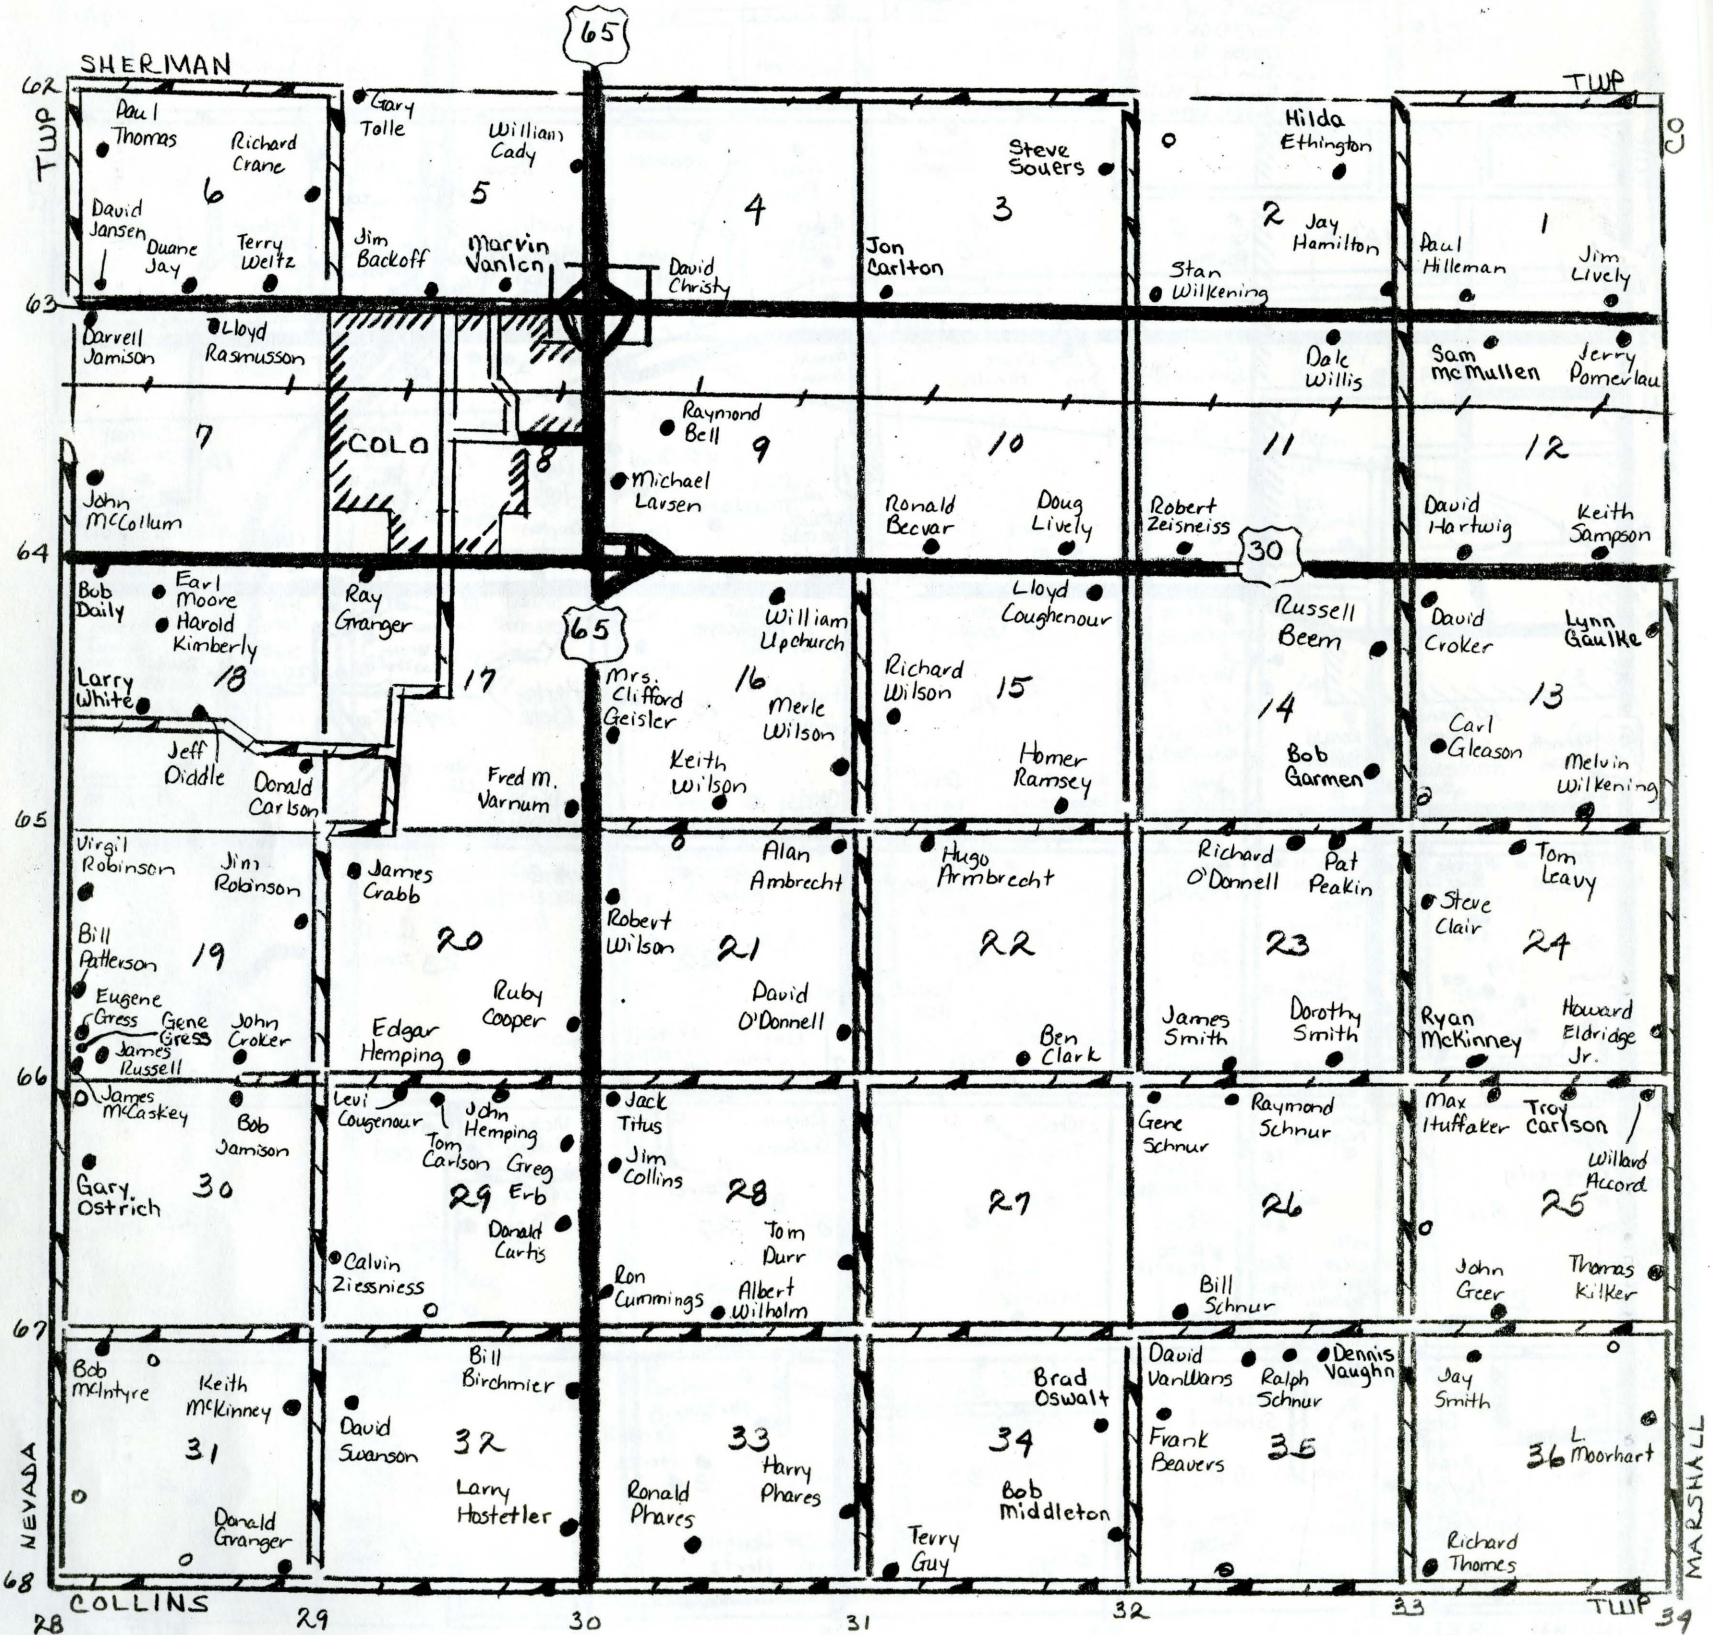 65
SHERMAN
TWP
62
TWP
CO
Paul
Thomas
Richard
Crane
6
David
Jansen
Duane
Jay
Terry
Weltz
Gary
Tolle
William
Cady
5
Jim
Backoff
Marvin
Vanlcn
4
David
Christy
Steve
Souers
3
Jon
Carlton
Hilda
Ethington
2
Jay
Hamilton
Stan
Wilkening
1
Paul
Hilleman
Jim
Lively
63
Darrell
Jamison
Lloyd
Rasmusson
7
John
McCollum
COLO
8
Raymond
Bell
9
Michael
Larsen
10
Ronald
Becvar
Doug
Lively
Dale
Willis
11
Robert
Zeisneiss
Sam
McMullen
Jerry
Pomerlau
12
David
Hartwig
Keith
Sampson
64
30
Bob
Daily
Earl
Moore
Harold
Kimberly
Larry
White
18
Jeff
Diddle
Donald
Carlson
Ray
Granger
17
Fred M.
Varnum
65
William
Upchurch
Mrs.
Clifford
Geisler
16
Merle
Wilson
Keith
Wilson
Lloyd
Coughenour
Richard
Wilson
15
Homer
Ramsey
Russell
Beem
14
Bob
Garmen
David
Croker
Lynn
Gaulke
13
Carl
Gleason
Melvin
Wilkening
65
Virgil
Robinson
Jim
Robinson
Bill
Patterson
19
Eugene
Gress
Gene
Gress
John
Croker
James
Russell
James
Crabb
20
Ruby
Cooper
Edgar
Hemping
Alan
Ambrecht
Robert
Wilson
21
David
O'Donnell
Hugo
Armbrecht
22
Ben
Clark
Richard
O'Donnell
Pat
Peakin
23
James
Smith
Dorothy
Smith
Tom
Leavy
Steve
Clair
24
Ryan
McKinney
Howard
Eldridge
Jr.
66
James
McCaskey
Bob
Jamison
Gary
Ostrich
30
Levi
Cougenour
Tom
Carlson
John
Hemping
Greg
Erb
29
Donald
Curtis
Calvin
Ziessniess
Jack
Titus
Jim
Collins
28
Tom
Durr
Ron
Cummings
Albert
Wilholm
27
Gene
Schnur
Raymond
Schnur
26
Bill
Schnur
Max
Huffaker
Troy
Carlson
Willard
Accord
25
John
Geer
Thomas
Kilker
67
Bob
McIntyre
Keith
McKinney
31
Donald
Granger
Bill
Birchmier
David
Swanson
32
Larry
Hostetler
33
Harry
Phares
Ronald
Phares
Brad
Oswalt
34
Bob
Middleton
Terry
Guy
David
VanWans
Ralph
Schnur
Dennis
Vaughn
Frank
Beavers
35
Jay
Smith
L.
Moorhart
36
Richard
Thomes
NEVADA
MARSHALL
68
COLLINS
TWP
28
29
30
31
32
33
34